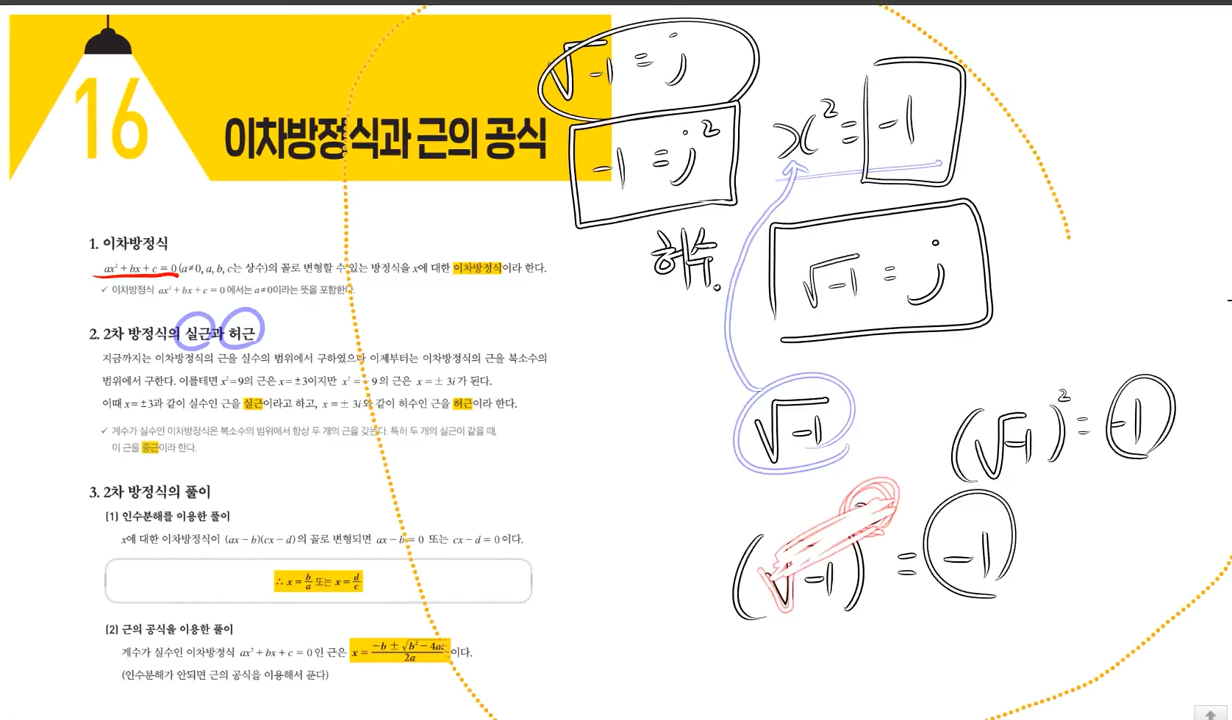 16
이차방정식과 근의 공식
1. 이차방정식
ax² + bx + c = 0 (a≠0, a, b, c는 상수)의 꼴로 변형할 수 있는 방정식을 x에 대한 이차방정식이라 한다.
✓ 이차방정식 ax² + bx + c = 0 에서는 a≠0이라는 뜻을 포함한다.
2. 2차 방정식의 실근과 허근
지금까지는 이차방정식의 근을 실수의 범위에서 구하였으나 이제부터는 이차방정식의 근을 복소수의
범위에서 구한다. 이를테면 x²=9의 근은 x=±3이지만 x² = -9의 근은 x = ± 3i가 된다.
이때 x=±3과 같이 실수인 근을 실근이라고 하고, x = ± 3i와 같이 허수인 근을 허근이라 한다.
✓ 계수가 실수인 이차방정식은 복소수의 범위에서 항상 두 개의 근을 갖는다. 특히 두 개의 실근이 같을 때,
이 근을 중근이라 한다.
3. 2차 방정식의 풀이
(1) 인수분해를 이용한 풀이
x에 대한 이차방정식이 (ax-b)(cx-d)의 꼴로 변형되면 ax-b=0 또는 cx-d=0이다.
∴ x = b/a 또는 x = d/c
(2) 근의 공식을 이용한 풀이
계수가 실수인 이차방정식 ax² + bx + c = 0인 근은 x = (-b ± √(b² - 4ac))/2a 이다.
(인수분해가 안되면 근의 공식을 이용해서 푼다)
√-1 = i
-1 = i²
x² = -1
허수.
√-1 = i
√-1
(√-1)² = -1
(√-1) = -1